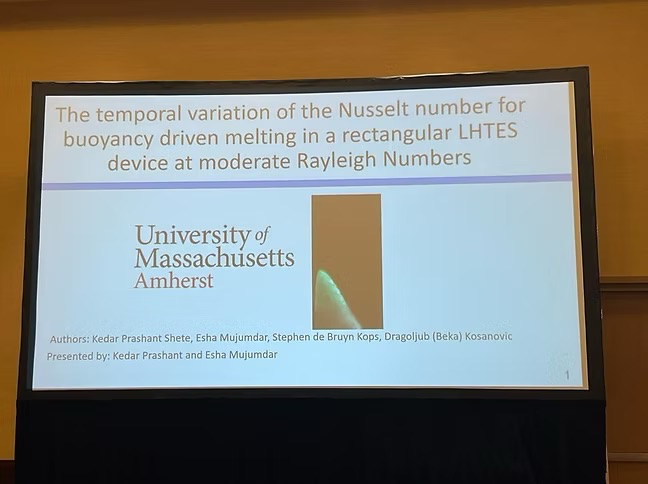 The temporal variation of the Nusselt number for
buoyancy driven melting in a rectangular LHTES
device at moderate Rayleigh Numbers
University of
Massachusetts
Amherst
Authors: Kedar Prashant Shete, Esha Mujumdar, Stephen de Bruyn Kops, Dragoljub (Beka) Kosanovic
Presented by: Kedar Prashant and Esha Mujumdar
1